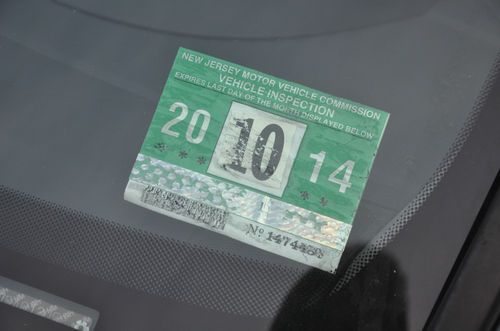 NEW JERSEY MOTOR VEHICLE COMMISSION
VEHICLE INSPECTION
EXPIRES LAST DAY OF THE MONTH DISPLAYED BELOW
20 10 14